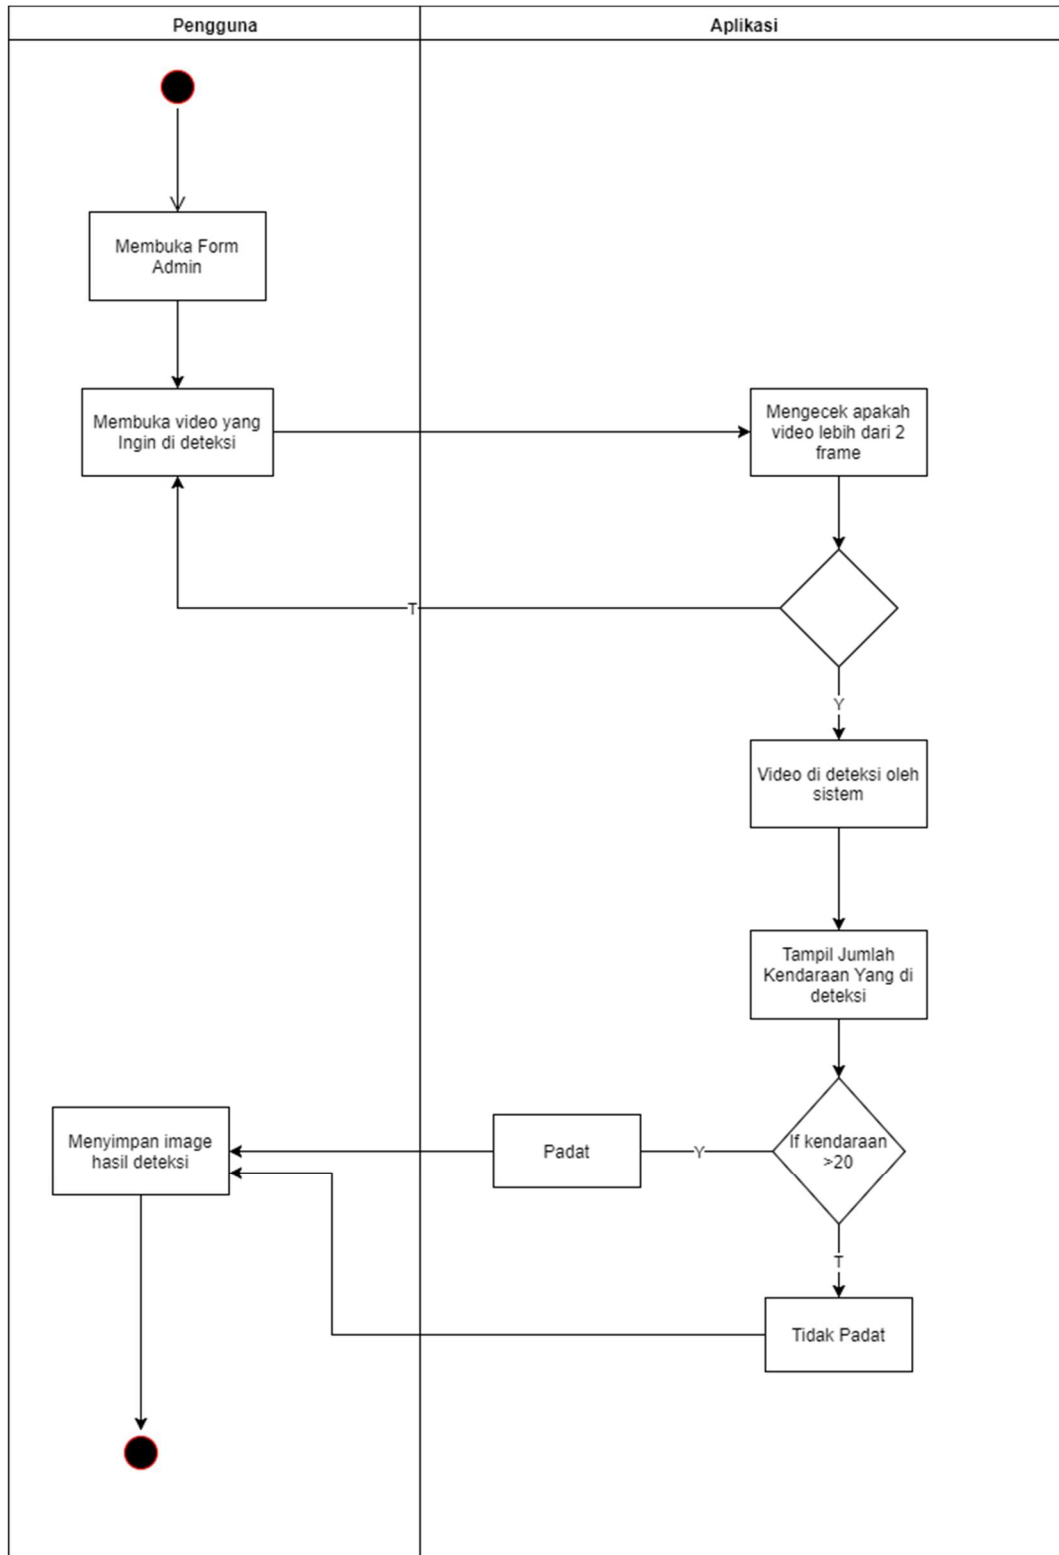 Pengguna
Aplikasi
Membuka Form
Admin
Membuka video yang
Ingin di deteksi
Mengecek apakah
video lebih dari 2
frame
T
Y
Video di deteksi oleh
sistem
Tampil Jumlah
Kendaraan Yang di
deteksi
If kendaraan
>20
Y
Padat
Menyimpan image
hasil deteksi
T
Tidak Padat